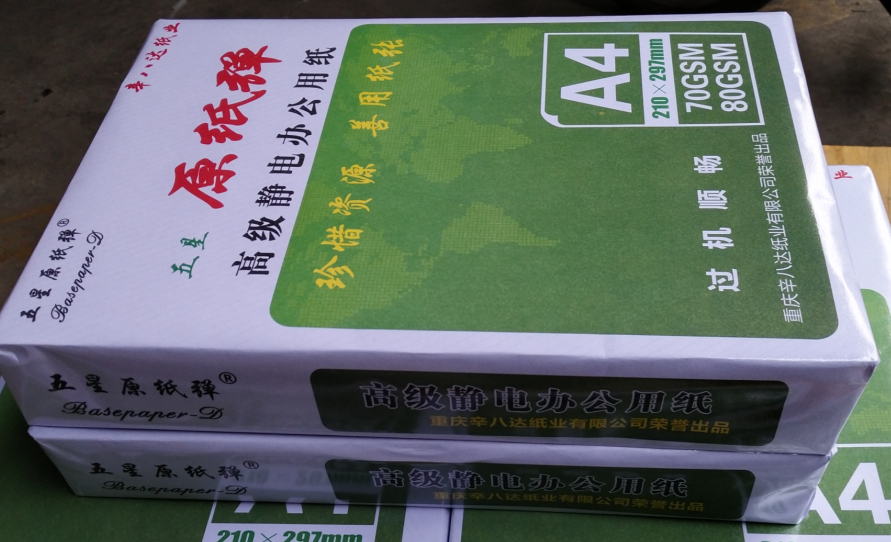 辛八达纸业
五星原纸彈®
Basepaper-D
五星
原纸彈
高级静电办公用纸
珍惜资源 善用纸张
A4
210×297mm
70GSM
80GSM
过机顺畅
重庆辛八达纸业有限公司荣誉出品
五星原纸彈®
Basepaper-D
高级静电办公用纸
重庆辛八达纸业有限公司荣誉出品
五星原纸彈®
Basepaper-D
高级静电办公用纸
重庆辛八达纸业有限公司荣誉出品
210×297mm
A4